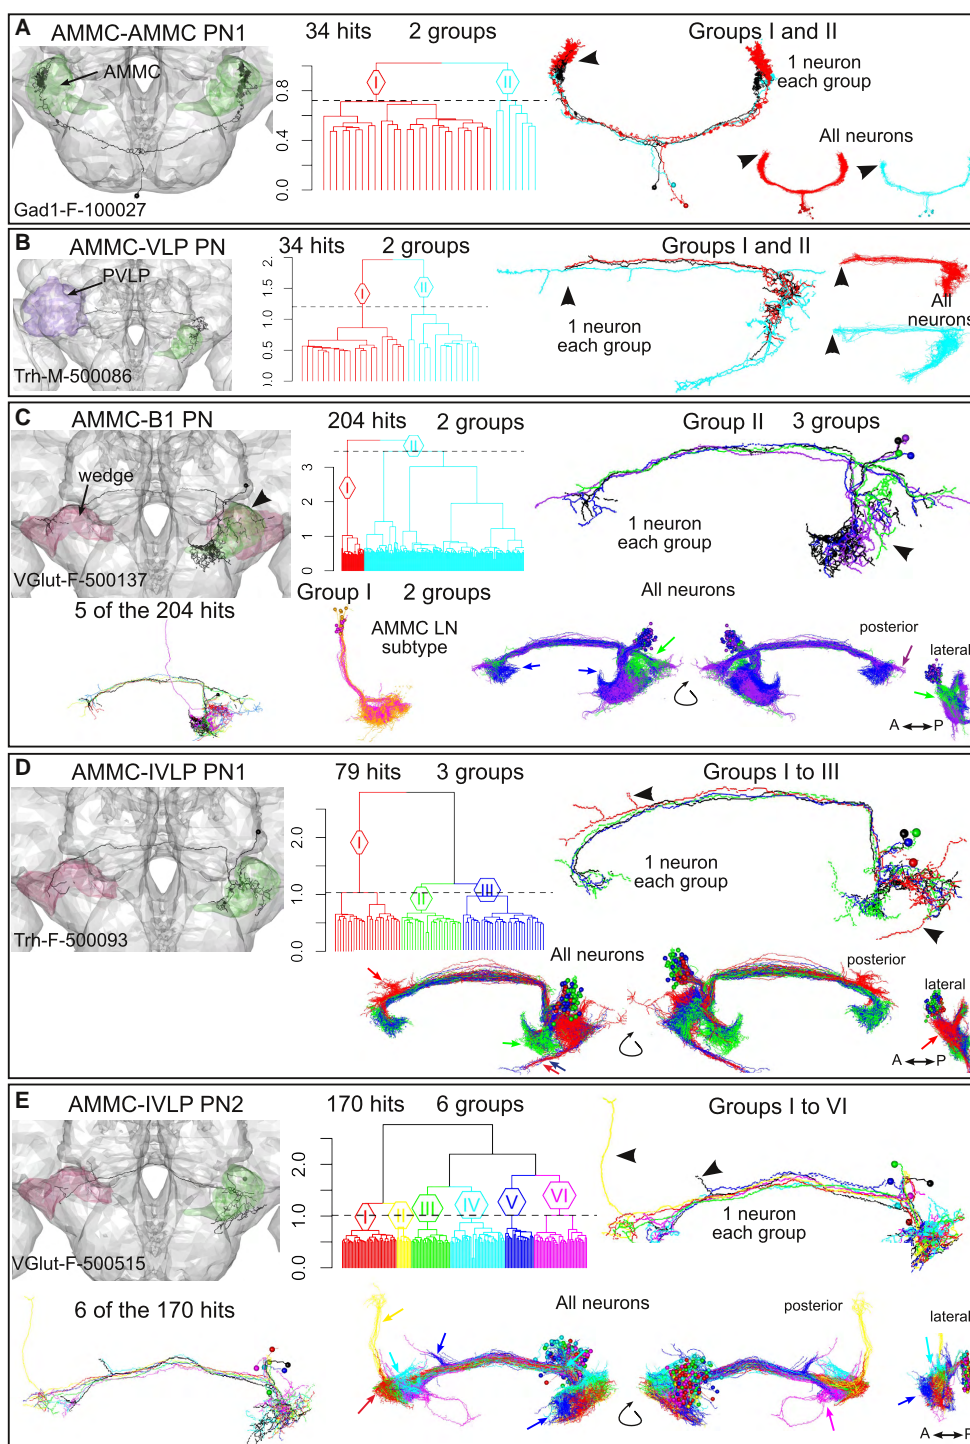 A
AMMC-AMMC PN1
34 hits
2 groups
Groups I and II
AMMC
I
II
1 neuron
each group
All neurons
0.8
0.4
0.0
Gad1-F-100027
B
AMMC-VLP PN
34 hits
2 groups
Groups I and II
PVLP
I
II
2.
1.5
1.0
0.5
1 neuron
each group
All
neurons
Trh-M-500086
C
AMMC-B1 PN
204 hits
2 groups
Group II
3 groups
wedge
I
II
3
2
1
0
1 neuron
each group
VGlut-F-500137
5 of the 204 hits
Group I
2 groups
AMMC LN
subtype
All neurons
posterior
lateral
A
P
D
AMMC-IVLP PN1
79 hits
3 groups
Groups I to III
I
II
III
2.0
1.0
0.0
1 neuron
each group
Trh-F-500093
All neurons
posterior
lateral
A
P
E
AMMC-IVLP PN2
170 hits
6 groups
Groups I to VI
I
II
III
IV
V
VI
2.0
1.0
0.0
1 neuron
each group
VGlut-F-500515
6 of the 170 hits
All neurons
posterior
lateral
A
P